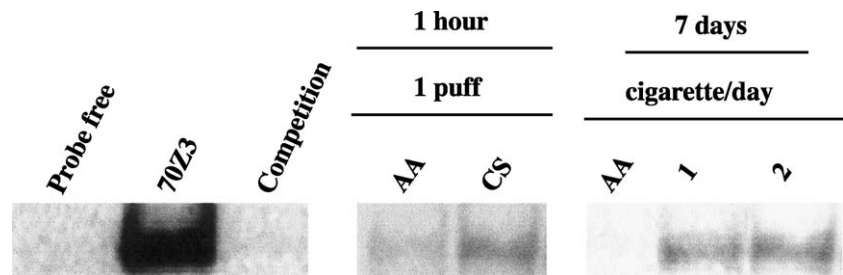 1 hour
7 days
1 puff
cigarette/day
Probe free
70Z3
Competition
AA
CS
AA
1
2